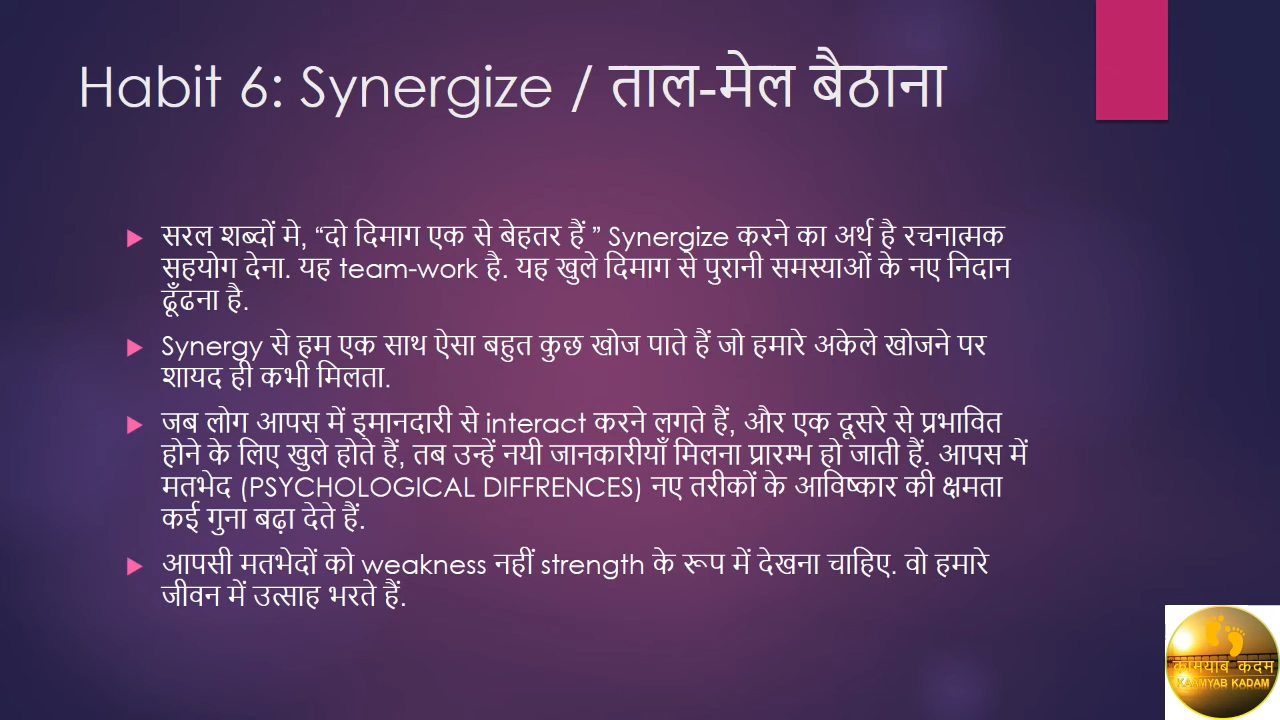 Habit 6: Synergize / ताल-मेल बैठाना
सरल शब्दों मे, “दो दिमाग एक से बेहतर हैं ” Synergize करने का अर्थ है रचनात्मक
सहयोग देना. यह team-work है. यह खुले दिमाग से पुरानी समस्याओं के नए निदान
ढूँढना है.
Synergy से हम एक साथ ऐसा बहुत कुछ खोज पाते हैं जो हमारे अकेले खोजने पर
शायद ही कभी मिलता.
जब लोग आपस में इमानदारी से interact करने लगते हैं, और एक दूसरे से प्रभावित
होने के लिए खुले होते हैं, तब उन्हें नयी जानकारीयाँ मिलना प्रारम्भ हो जाती हैं. आपस में
मतभेद (PSYCHOLOGICAL DIFFRENCES) नए तरीकों के आविष्कार की क्षमता
कई गुना बढ़ा देते हैं.
आपसी मतभेदों को weakness नहीं strength के रूप में देखना चाहिए. वो हमारे
जीवन में उत्साह भरते हैं.
कामयाब कदम
KAAMYAB KADAM